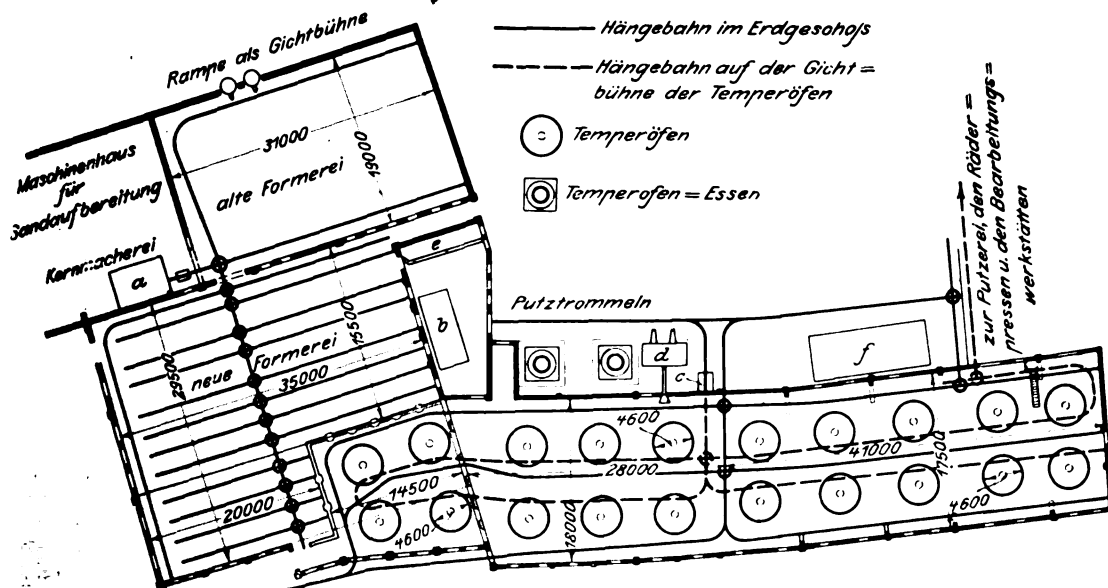 Hängebahn im Erdgeschoſs
Hängebahn auf der Gicht=
bühne der Temperöfen
Temperöfen
Temperofen=Essen
Rampe als Gichtbühne
31000
19000
alte Formerei
Maschinenhaus
für
Sandaufbereitung
Kernmacherei
a
e
b
15500
29500
neue Formerei
35000
20000
Putztrommeln
d
c
f
zur Putzerei, den Räder=
pressen u. den Bearbeitungs=
werkstätten
4600
28000
41000
17500
14500
4600
18000
4600